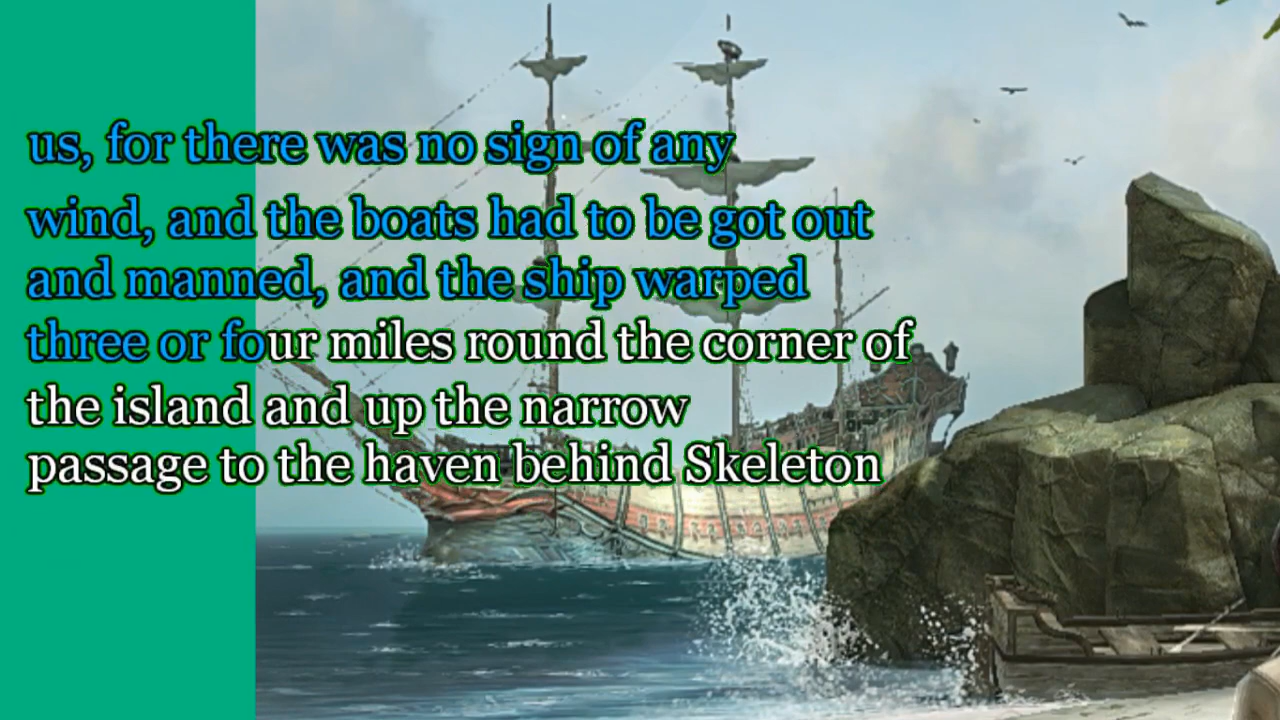 us, for there was no sign of any
wind, and the boats had to be got out
and manned, and the ship warped
three or four miles round the corner of
the island and up the narrow
passage to the haven behind Skeleton